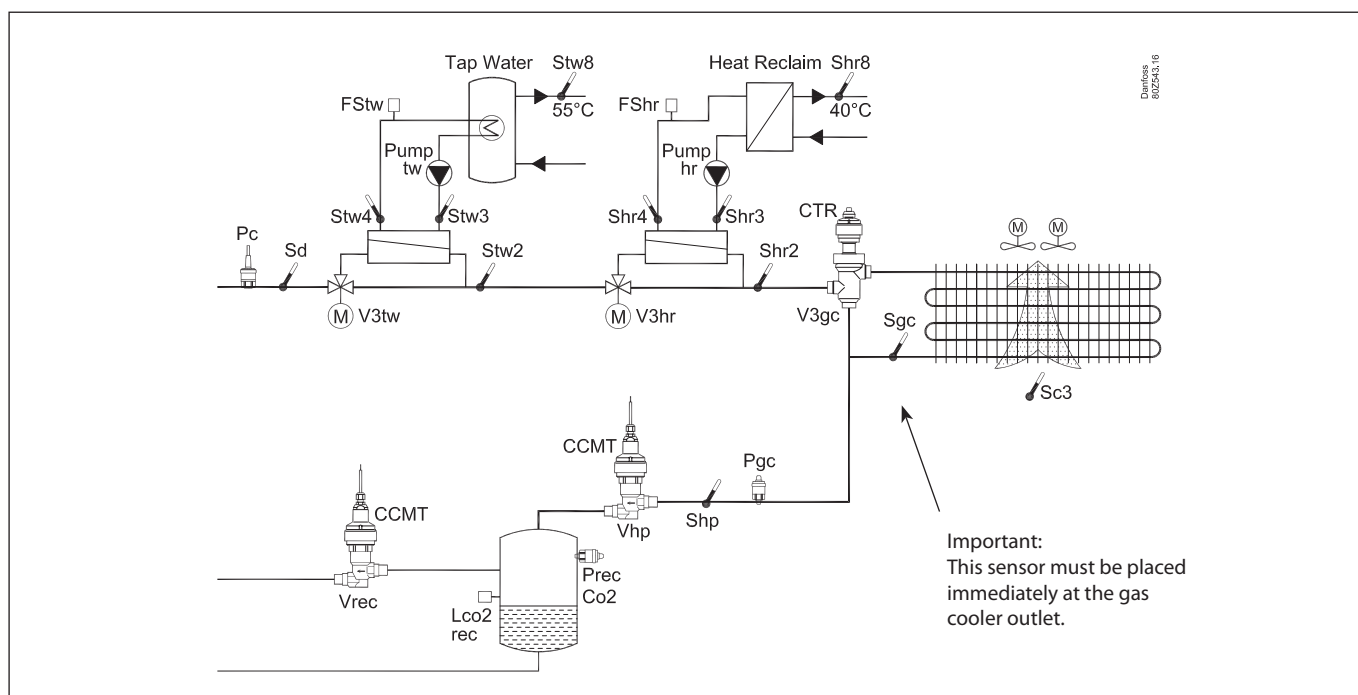 Tap Water
Stw8
Heat Reclaim
Shr8
Danfoss
80Z543.16
FStw
55°C
FShr
40°C
Pump
tw
Pump
hr
CTR
M
M
Stw4
Stw3
Shr4
Shr3
Pc
Sd
Stw2
Shr2
M
V3tw
M
V3hr
V3gc
Sgc
Sc3
CCMT
Pgc
CCMT
Vhp
Shp
Important:
This sensor must be placed
immediately at the gas
cooler outlet.
Prec
Co2
Vrec
Lco2
rec